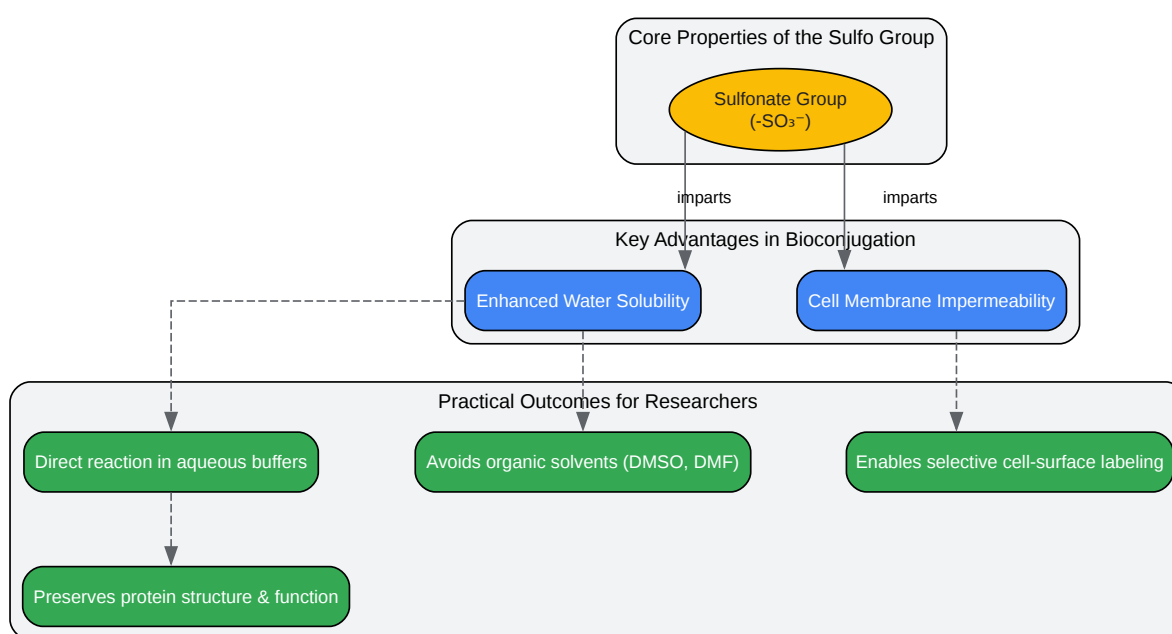 Core Properties of the Sulfo Group
Sulfonate Group
(-SO₃⁻)
imparts
imparts
Key Advantages in Bioconjugation
Enhanced Water Solubility
Cell Membrane Impermeability
Practical Outcomes for Researchers
Direct reaction in aqueous buffers
Avoids organic solvents (DMSO, DMF)
Enables selective cell-surface labeling
Preserves protein structure & function